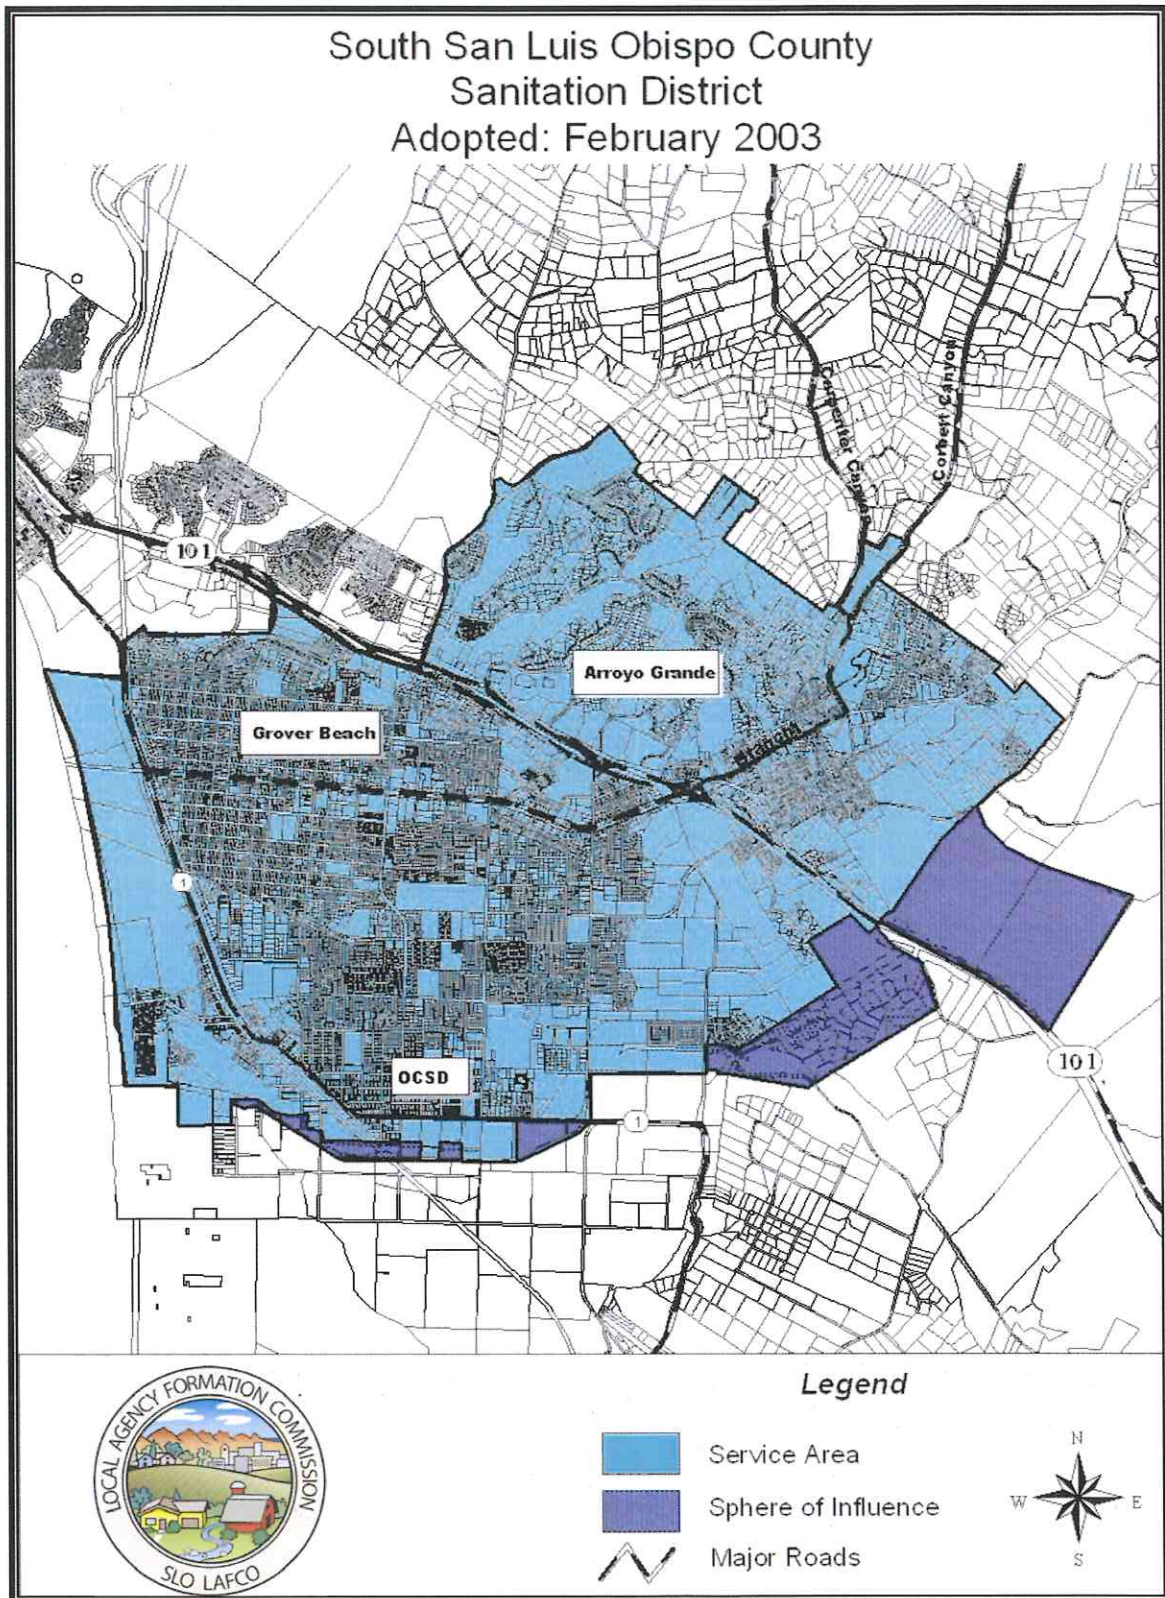 South San Luis Obispo County
Sanitation District
Adopted: February 2003
Carpenter Canyon
Corbett Canyon
101
Arroyo Grande
Grover Beach
Branch
1
OCSD
1
101
LOCAL AGENCY FORMATION COMMISSION
SLO LAFCO
Legend
Service Area
Sphere of Influence
Major Roads
N
W
E
S